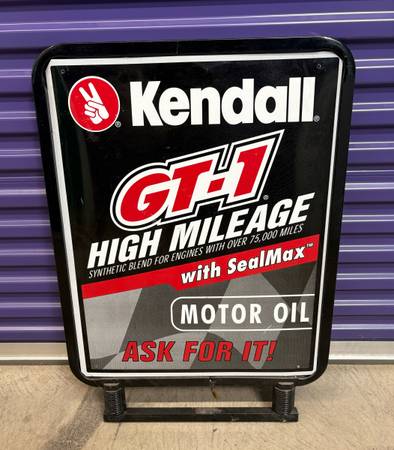 Kendall®
GT-1®
HIGH MILEAGE
SYNTHETIC BLEND FOR ENGINES WITH OVER 75,000 MILES
with SealMax™
MOTOR OIL
ASK FOR IT!